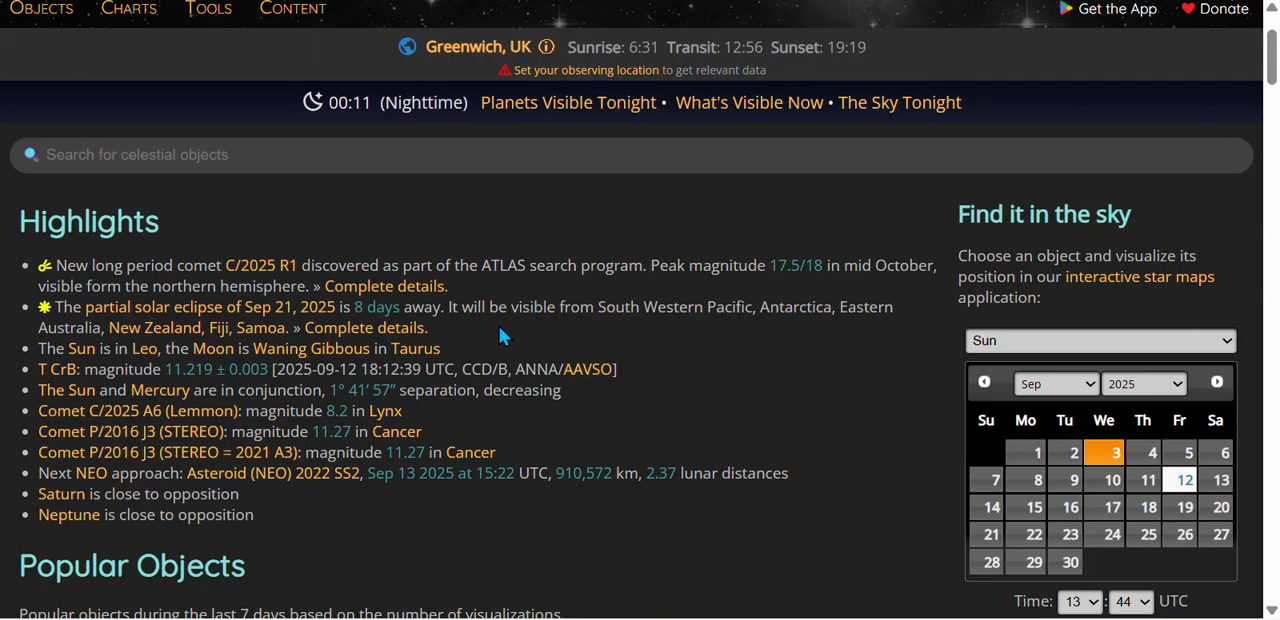 Objects Charts Tools Content Get the App Donate
Greenwich, UK Sunrise: 6:31 Transit: 12:56 Sunset: 19:19
Set your observing location to get relevant data
00:11 (Nighttime) Planets Visible Tonight • What's Visible Now • The Sky Tonight
Search for celestial objects
Highlights
• New long period comet C/2025 R1 discovered as part of the ATLAS search program. Peak magnitude 17.5/18 in mid October,
visible form the northern hemisphere. » Complete details.
• The partial solar eclipse of Sep 21, 2025 is 8 days away. It will be visible from South Western Pacific, Antarctica, Eastern
Australia, New Zealand, Fiji, Samoa. » Complete details.
• The Sun is in Leo, the Moon is Waning Gibbous in Taurus
• T CrB: magnitude 11.219 ± 0.003 [2025-09-12 18:12:39 UTC, CCD/B, ANNA/AAVSO]
• The Sun and Mercury are in conjunction, 1° 41’ 57” separation, decreasing
• Comet C/2025 A6 (Lemmon): magnitude 8.2 in Lynx
• Comet P/2016 J3 (STEREO): magnitude 11.27 in Cancer
• Comet P/2016 J3 (STEREO = 2021 A3): magnitude 11.27 in Cancer
• Next NEO approach: Asteroid (NEO) 2022 SS2, Sep 13 2025 at 15:22 UTC, 910,572 km, 2.37 lunar distances
• Saturn is close to opposition
• Neptune is close to opposition
Popular Objects
Popular objects during the last 7 days based on the number of visualizations.
Find it in the sky
Choose an object and visualize its
position in our interactive star maps
application:
Sun
Sep 2025
Su Mo Tu We Th Fr Sa
1 2 3 4 5 6
7 8 9 10 11 12 13
14 15 16 17 18 19 20
21 22 23 24 25 26 27
28 29 30
Time: 13 : 44 UTC